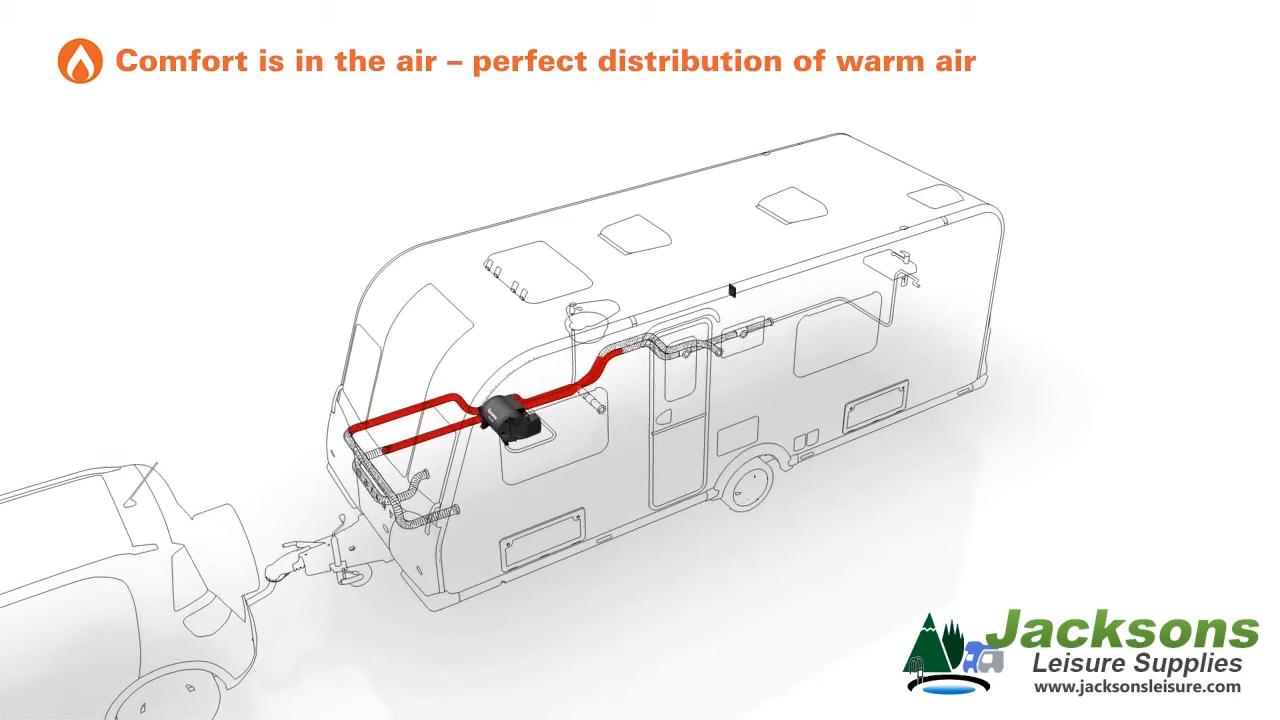 Comfort is in the air – perfect distribution of warm air
Jacksons
Leisure Supplies
www.jacksonsleisure.com